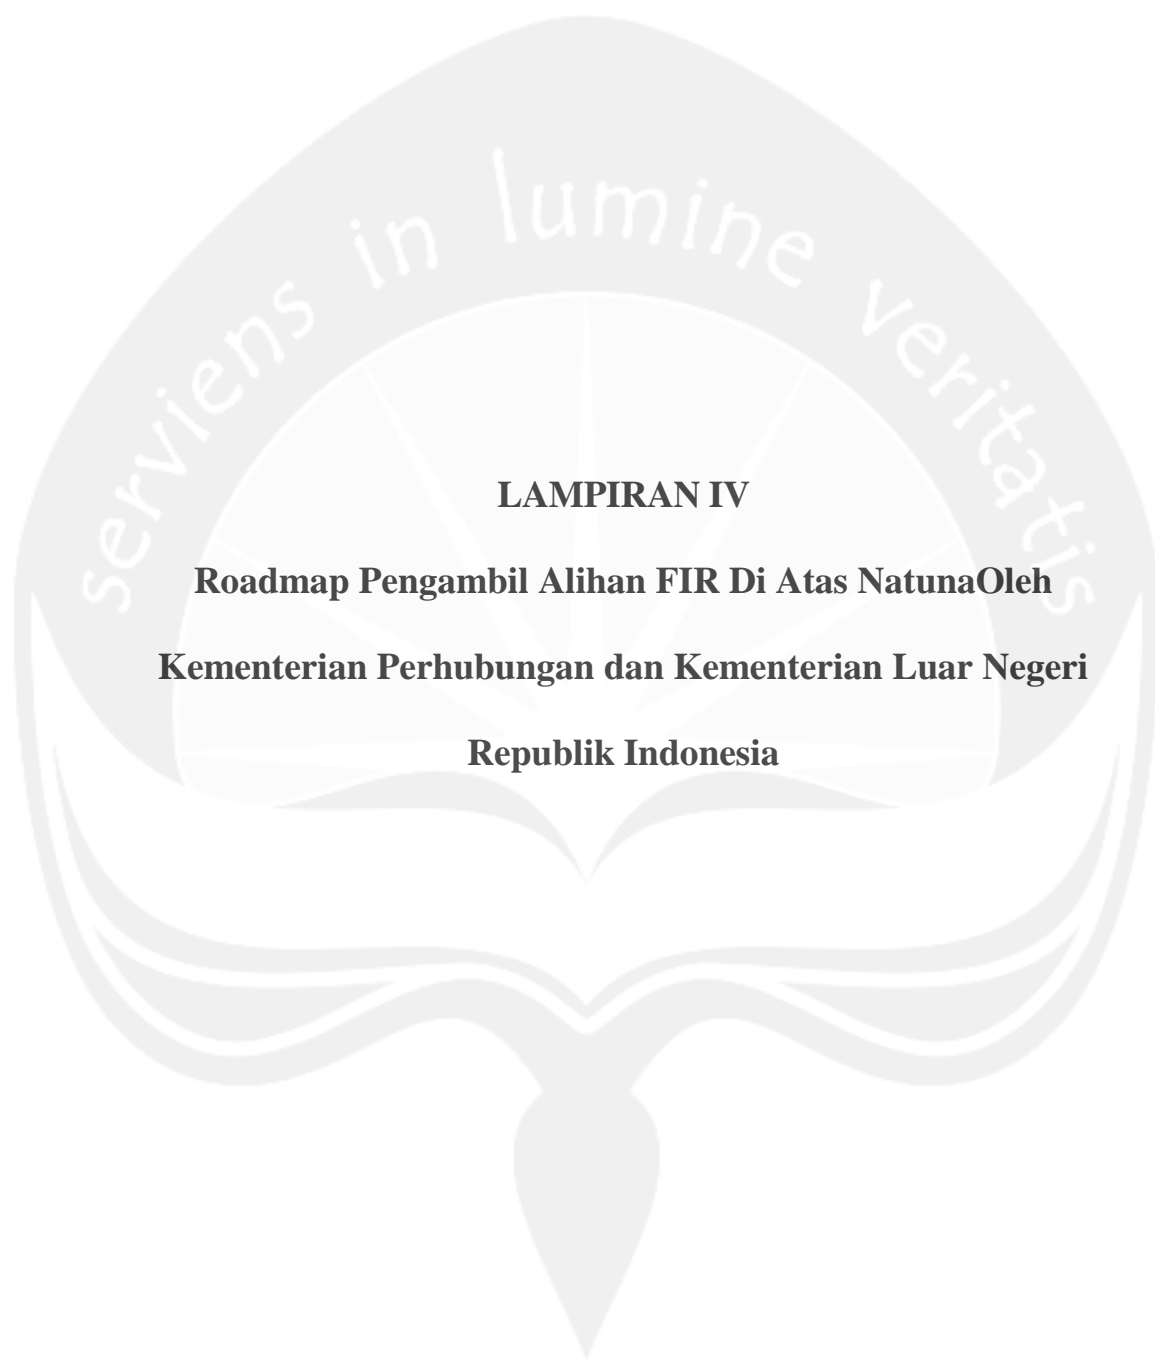 serviens in lumine veritatis
LAMPIRAN IV
Roadmap Pengambil Alihan FIR Di Atas NatunaOleh
Kementerian Perhubungan dan Kementerian Luar Negeri
Republik Indonesia